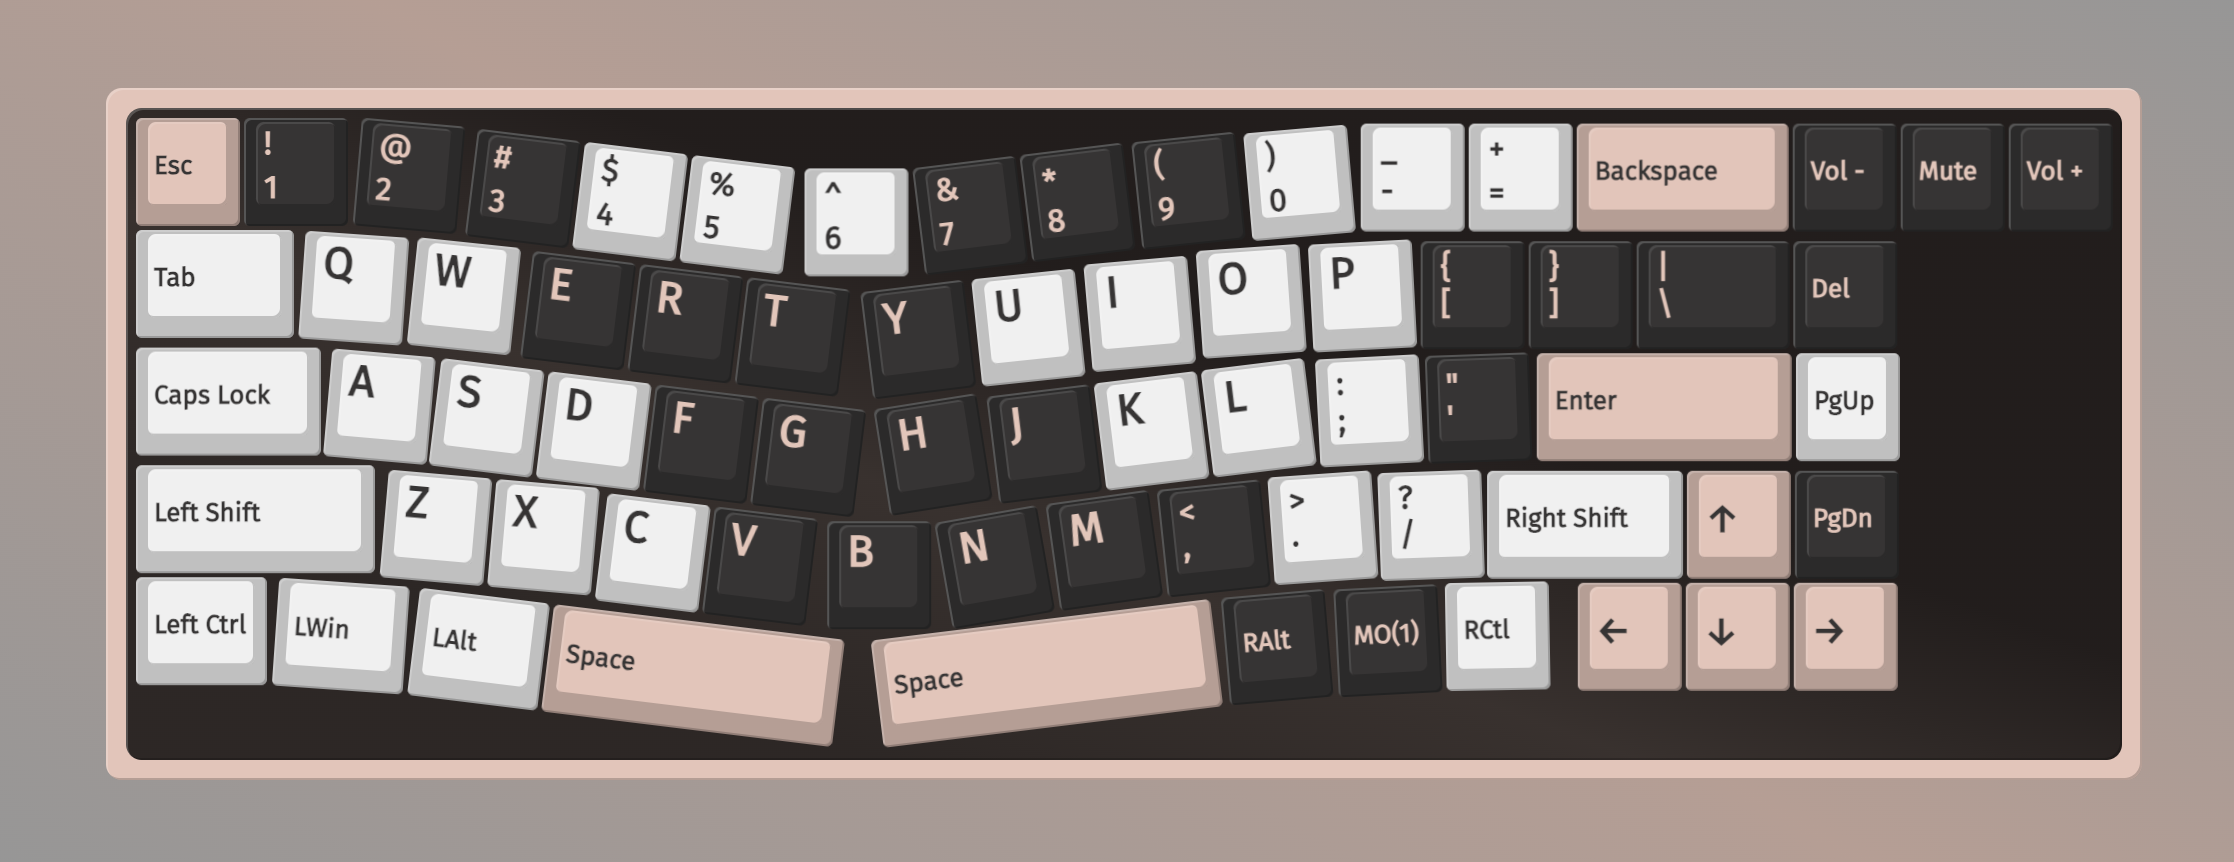 Esc ! 1 @ 2 # 3 $ 4 % 5 ^ 6 & 7 * 8 ( 9 ) 0 _ - + = Backspace Vol - Mute Vol +
Tab Q W E R T Y U I O P { [ } ] | \ Del
Caps Lock A S D F G H J K L : ; " ' Enter PgUp
Left Shift Z X C V B N M < , > . ? / Right Shift ↑ PgDn
Left Ctrl LWin LAlt Space Space RAlt MO(1) RCtl ← ↓ →